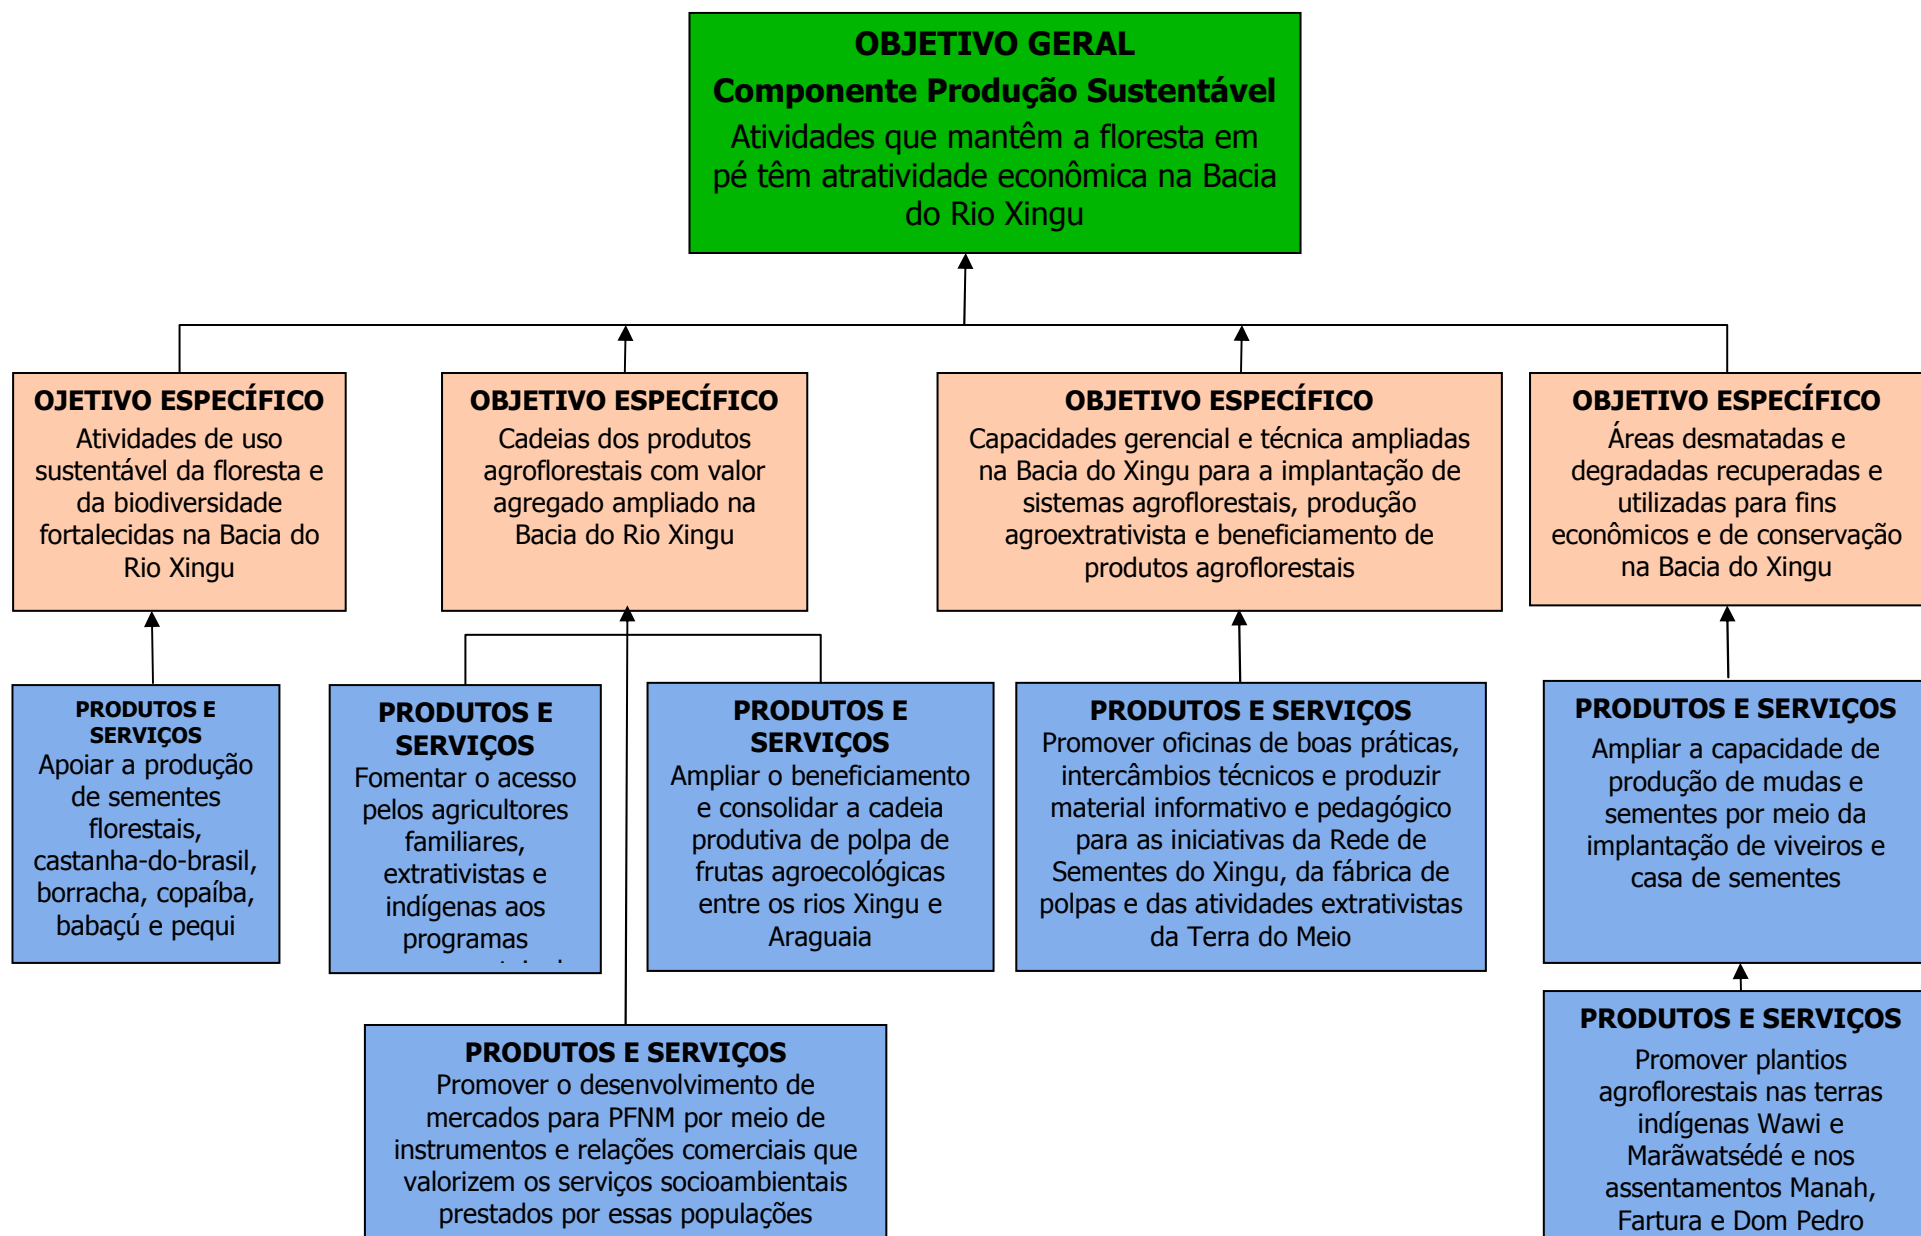 OBJETIVO GERAL
Componente Produção Sustentável
Atividades que mantêm a floresta em
pé têm atratividade econômica na Bacia
do Rio Xingu
OJETIVO ESPECÍFICO
Atividades de uso
sustentável da floresta e
da biodiversidade
fortalecidas na Bacia do
Rio Xingu
OBJETIVO ESPECÍFICO
Cadeias dos produtos
agroflorestais com valor
agregado ampliado na
Bacia do Rio Xingu
OBJETIVO ESPECÍFICO
Capacidades gerencial e técnica ampliadas
na Bacia do Xingu para a implantação de
sistemas agroflorestais, produção
agroextrativista e beneficiamento de
produtos agroflorestais
OBJETIVO ESPECÍFICO
Áreas desmatadas e
degradadas recuperadas e
utilizadas para fins
econômicos e de conservação
na Bacia do Xingu
PRODUTOS E
SERVIÇOS
Apoiar a produção
de sementes
florestais,
castanha-do-brasil,
borracha, copaíba,
babaçú e pequi
PRODUTOS E
SERVIÇOS
Fomentar o acesso
pelos agricultores
familiares,
extrativistas e
indígenas aos
programas
PRODUTOS E
SERVIÇOS
Ampliar o beneficiamento
e consolidar a cadeia
produtiva de polpa de
frutas agroecológicas
entre os rios Xingu e
Araguaia
PRODUTOS E SERVIÇOS
Promover oficinas de boas práticas,
intercâmbios técnicos e produzir
material informativo e pedagógico
para as iniciativas da Rede de
Sementes do Xingu, da fábrica de
polpas e das atividades extrativistas
da Terra do Meio
PRODUTOS E SERVIÇOS
Ampliar a capacidade de
produção de mudas e
sementes por meio da
implantação de viveiros e
casa de sementes
PRODUTOS E SERVIÇOS
Promover o desenvolvimento de
mercados para PFNM por meio de
instrumentos e relações comerciais que
valorizem os serviços socioambientais
prestados por essas populações
PRODUTOS E SERVIÇOS
Promover plantios
agroflorestais nas terras
indígenas Wawi e
Marãwatsédé e nos
assentamentos Manah,
Fartura e Dom Pedro